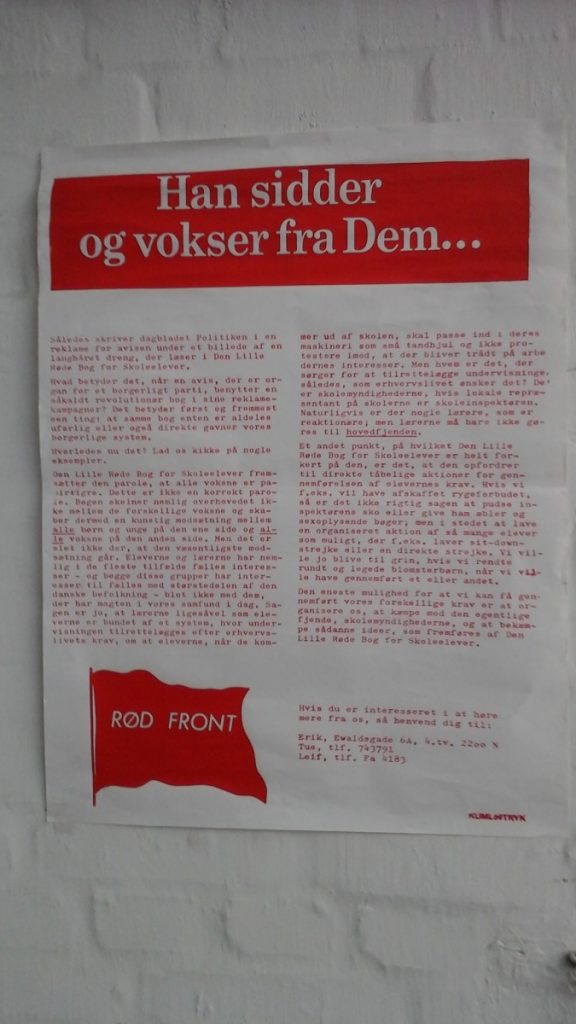 Han sidder
og vokser fra Dem...
Således skriver dagbladet Politiken i en
reklame for avisen under et billede af en
langhåret dreng, der læser i Den Lille
Røde Bog for Skoleelever.
Hvad betyder det, når en avis, der er or-
gan for et borgerligt parti, benytter en
såkaldt revolutionær bog i sine reklame-
kampagner? Det betyder først og fremmest
een ting: at samme bog enten er aldeles
ufarlig eller også direkte gavner vores
borgerlige system.
Hvorledes nu det? Lad os kikke på nogle
eksempler.
Den Lille Røde Bog for Skoleelever frem-
sætter den parole, at alle voksne er pa-
pirtigre. Dette er ikke en korrekt paro-
le. Bogen skelner nemlig overhovedet ik-
ke mellem de forskellige voksne og ska-
ber dermed en kunstig modsætning mellem
alle børn og unge på den ene side og al-
le voksne på den anden side. Men det er
slet ikke der, at den væsentligste mod-
sætning går. Eleverne og lærerne har nem-
lig i de fleste tilfælde fælles interes-
ser - og begge disse grupper har inter-
esser til fælles med størstedelen af den
danske befolkning - blot ikke med dem,
der har magten i vores samfund i dag. Sa-
gen er jo, at lærerne ligesåvel som ele-
verne er bundet af et system, hvor under-
visningen tilrettelægges efter erhvervs-
livets krav, om at eleverne, når de kom-
mer ud af skolen, skal passe ind i deres
maskineri som små tandhjul og ikke pro-
testere imod, at der bliver trådt på arbe
dernes interesser. Men hvem er det, der
sørger for at tilrettelægge undervisninge
således, som erhvervslivet ønsker det? De
er skolemyndighederne, hvis lokale repræ-
sentant på skolerne er skoleinspektøren.
Naturligvis er der nogle lærere, som er
reaktionære, men lærerne må bare ikke gø-
res til hovedfjenden.
Et andet punkt, på hvilket Den Lille
Røde Bog for Skoleelever er helt for-
kert på den, er det, at den opfordrer
til direkte tåbelige aktioner for gen-
nemførelsen af elevernes krav. Hvis vi
f.eks. vil have afskaffet rygeforbudet,
så er det ikke rigtig sagen at pudse in-
spektørens sko eller give ham æbler og
sexoplysende bøger; men i stedet at lave
en organiseret aktion af så mange elever
som muligt, der f.eks. laver sit-down-
strejke eller en direkte strejke. Vi vil-
le jo blive til grin, hvis vi rendte
rundt og legede blomsterbørn, når vi vil-
le have gennemført et eller andet.
Den eneste mulighed for at vi kan få gen-
nemført vores forskellige krav er at or-
ganisere os, at kæmpe mod den egentlige
fjende, skolemyndighederne, og at bekæm-
pe sådanne ideer, som fremføres af Den
Lille Røde Bog for Skoleelever.
RØD FRONT
Hvis du er interesseret i at høre
mere fra os, så henvend dig til:
Erik, Ewaldsgade 6A, 4.tv. 2200 N
Tus, tlf. 743791
Leif, tlf. Fa 4183